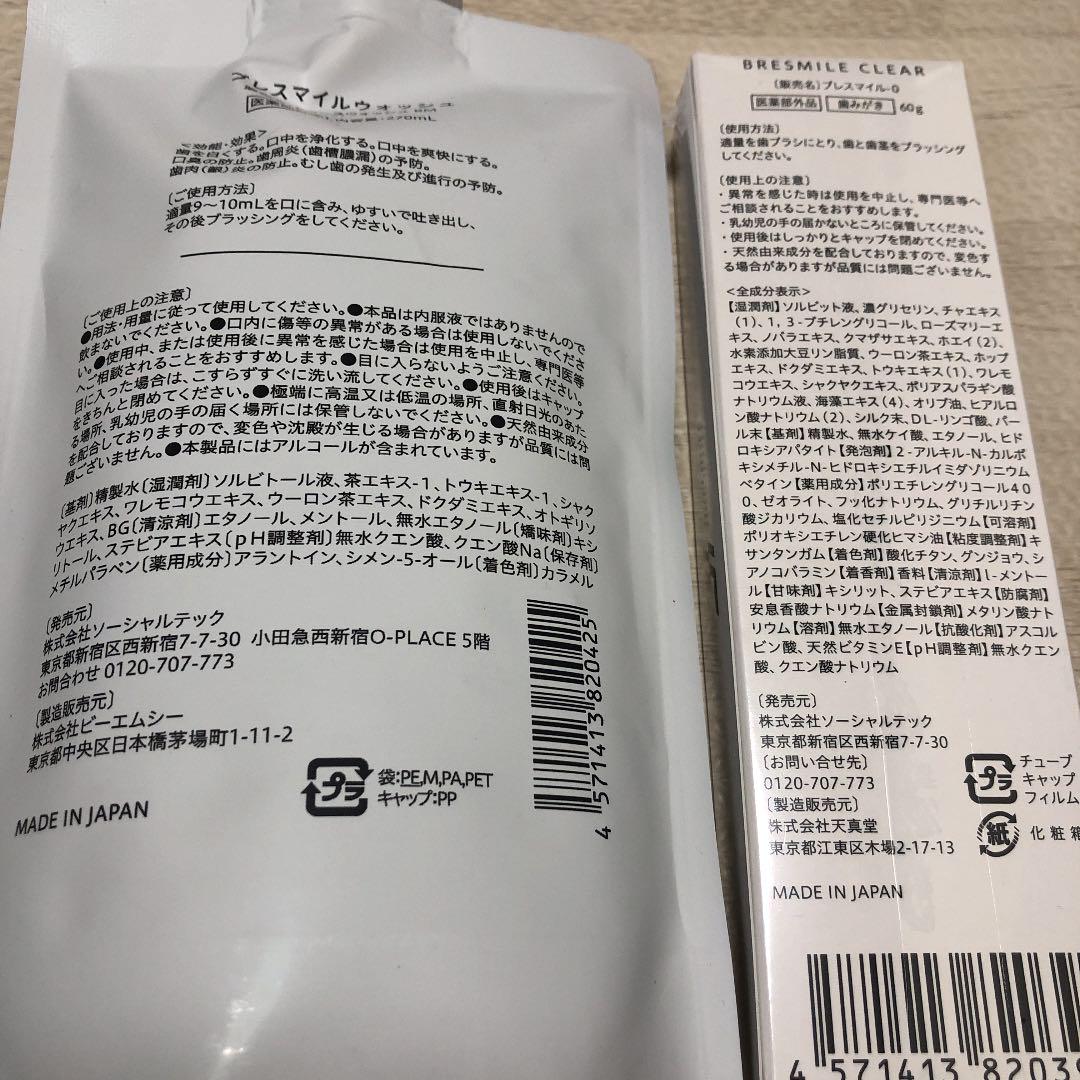 ブレスマイルウォッシュ
口中を浄化する。口中を爽快にする。
歯を白くする。歯周炎(歯槽膿漏)の予防。
口臭の防止。
歯肉(齦)炎の防止。むし歯の発生及び進行の予防。
〔ご使用方法〕
適量9〜10mLを口に含み、ゆすいで吐き出し、
その後ブラッシングをしてください。
〔ご使用上の注意〕
●用法・用量に従って使用してください。●本品は内服液ではありませんので
飲まないでください。●口内に傷等の異常がある場合は使用しないでくださ
い。●使用中、または使用後に異常を感じた場合は使用を中止し、専門医等
へご相談されることをおすすめします。●目に入らないようご注意ください。
目に入った場合は、こすらずすぐに洗い流してください。●使用後はキャップ
をきちんと閉めてください。●極端に高温又は低温の場所、直射日光のあた
る場所、乳幼児の手の届く場所には保管しないでください。●天然由来成分
を配合しておりますので、変色や沈殿が生じる場合がありますが品質には問
題ございません。●本製品にはアルコールが含まれています。
〔基剤〕精製水〔湿潤剤〕ソルビトール液、茶エキス-1、トウキエキス-1、シャク
ヤクエキス、ワレモコウエキス、ウーロン茶エキス、ドクダミエキス、オトギリソ
ウエキス、BG〔清涼剤〕エタノール、メントール、無水エタノール〔矯味剤〕キシ
リトール、ステビアエキス〔pH調整剤〕無水クエン酸、クエン酸Na〔保存剤〕
メチルパラベン〔薬用成分〕アラントイン、シメン-5-オール〔着色剤〕カラメル
〔発売元〕
株式会社ソーシャルテック
東京都新宿区西新宿7-7-30 小田急西新宿O-PLACE 5階
お問合わせ 0120-707-773
〔製造販売元〕
株式会社ビーエムシー
東京都中央区日本橋茅場町1-11-2
プラ
袋:PE,M,PA,PET
キャップ:PP
MADE IN JAPAN
4 571413 820425
BRESMILE CLEAR
〔販売名〕ブレスマイル-0
医薬部外品 歯みがき 60g
〔使用方法〕
適量を歯ブラシにとり、歯と歯茎をブラッシング
してください。
〔使用上の注意〕
・異常を感じた時は使用を中止し、専門医等へ
ご相談されることをおすすめします。
・乳幼児の手の届かないところに保管してください。
・使用後はしっかりとキャップを閉めてください。
・天然由来成分を配合しておりますので、変色す
る場合がありますが品質には問題ございません。
<全成分表示>
【湿潤剤】ソルビット液、濃グリセリン、チャエキス
(1)、1,3-ブチレングリコール、ローズマリーエ
キス、ノバラエキス、クマザサエキス、ホエイ(2)、
水素添加大豆リン脂質、ウーロン茶エキス、ホップ
エキス、ドクダミエキス、トウキエキス(1)、ワレモ
コウエキス、シャクヤクエキス、ポリアスパラギン酸
ナトリウム液、海藻エキス(4)、オリブ油、ヒアルロ
ン酸ナトリウム(2)、シルク末、DL-リンゴ酸、パー
ル末【基剤】精製水、無水ケイ酸、エタノール、ヒド
ロキシアパタイト【発泡剤】2-アルキル-N-カルボ
キシメチル-N-ヒドロキシエチルイミダゾリニウム
ベタイン【薬用成分】ポリエチレングリコール40
0、ゼオライト、フッ化ナトリウム、グリチルリチン
酸ジカリウム、塩化セチルピリジニウム【可溶剤】
ポリオキシエチレン硬化ヒマシ油【粘度調整剤】キ
サンタンガム【着色剤】酸化チタン、グンジョウ、シ
アノコバラミン【着香剤】香料【清涼剤】l-メントー
ル【甘味剤】キシリット、ステビアエキス【防腐剤】
安息香酸ナトリウム【金属封鎖剤】メタリン酸ナト
リウム【溶剤】無水エタノール【抗酸化剤】アスコル
ビン酸、天然ビタミンE【pH調整剤】無水クエン
酸、クエン酸ナトリウム
〔発売元〕
株式会社ソーシャルテック
東京都新宿区西新宿7-7-30
〔お問い合せ先〕
0120-707-773
〔製造販売元〕
株式会社天真堂
東京都江東区木場2-17-13
プラ
チューブ
キャップ
フィルム
紙 化粧箱
MADE IN JAPAN
4 571413 8203